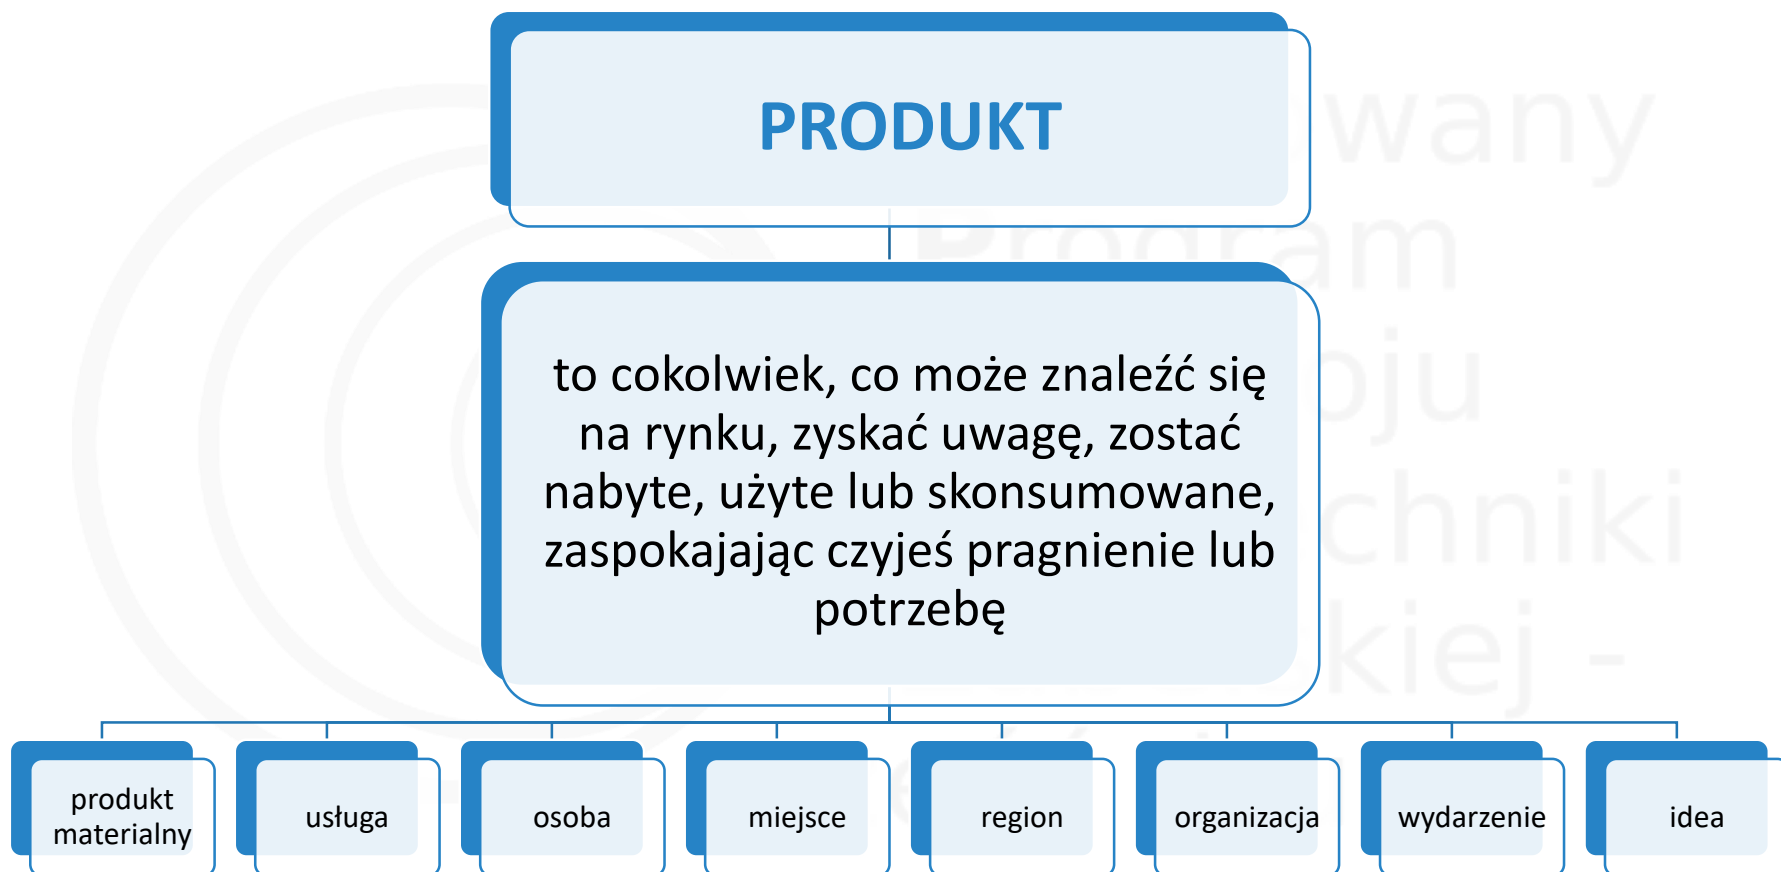 PRODUKT
to cokolwiek, co może znaleźć się
na rynku, zyskać uwagę, zostać
nabyte, użyte lub skonsumowane,
zaspokajając czyjeś pragnienie lub
potrzebę
produkt
materialny
usługa
osoba
miejsce
region
organizacja
wydarzenie
idea
Program